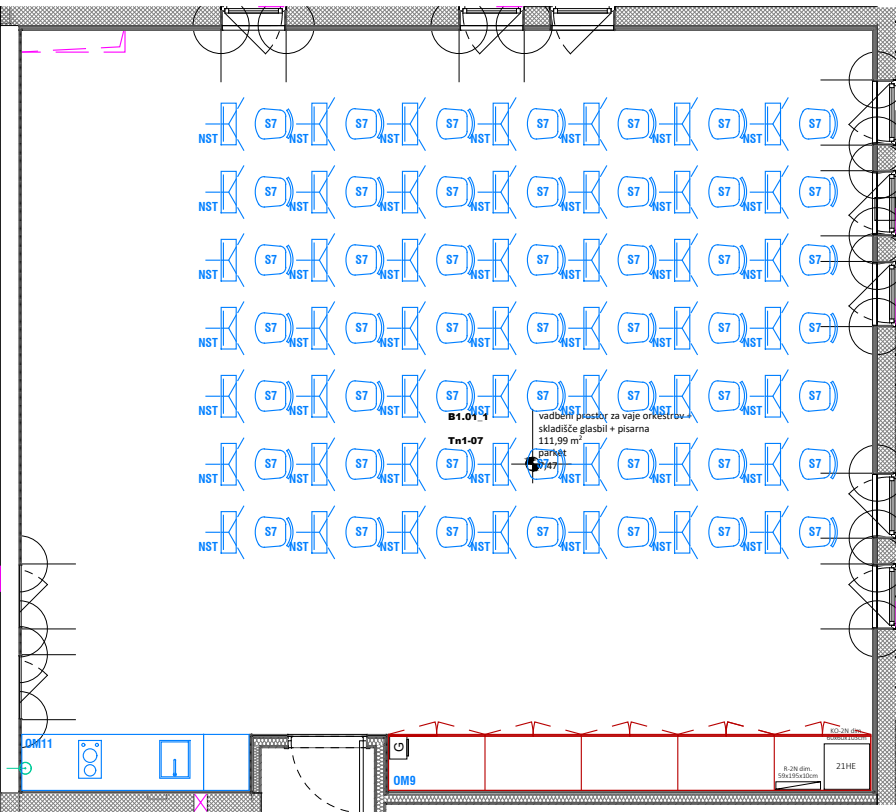 S7 S7 S7 S7 S7 S7 S7
NST NST NST NST NST NST NST
S7 S7 S7 S7 S7 S7 S7
NST NST NST NST NST NST NST
S7 S7 S7 S7 S7 S7 S7
NST NST NST NST NST NST NST
S7 S7 S7 S7 S7 S7 S7
NST NST NST NST NST NST NST
S7 S7 S7 S7 S7 S7 S7
NST NST NST NST NST NST NST
B1.01_1
vadbeni prostor za vaje orkestrov +
skladišče glasbil + pisarna
Tn1-07
111,99 m²
parket
S7 S7 S7 S7 S7 S7
NST NST NST NST NST NST NST
S7 S7 S7 S7 S7 S7 S7
NST NST NST NST NST NST NST
OM11
G
OM9
KO-2N dim.
R-2N dim.
59x195x10cm
21HE